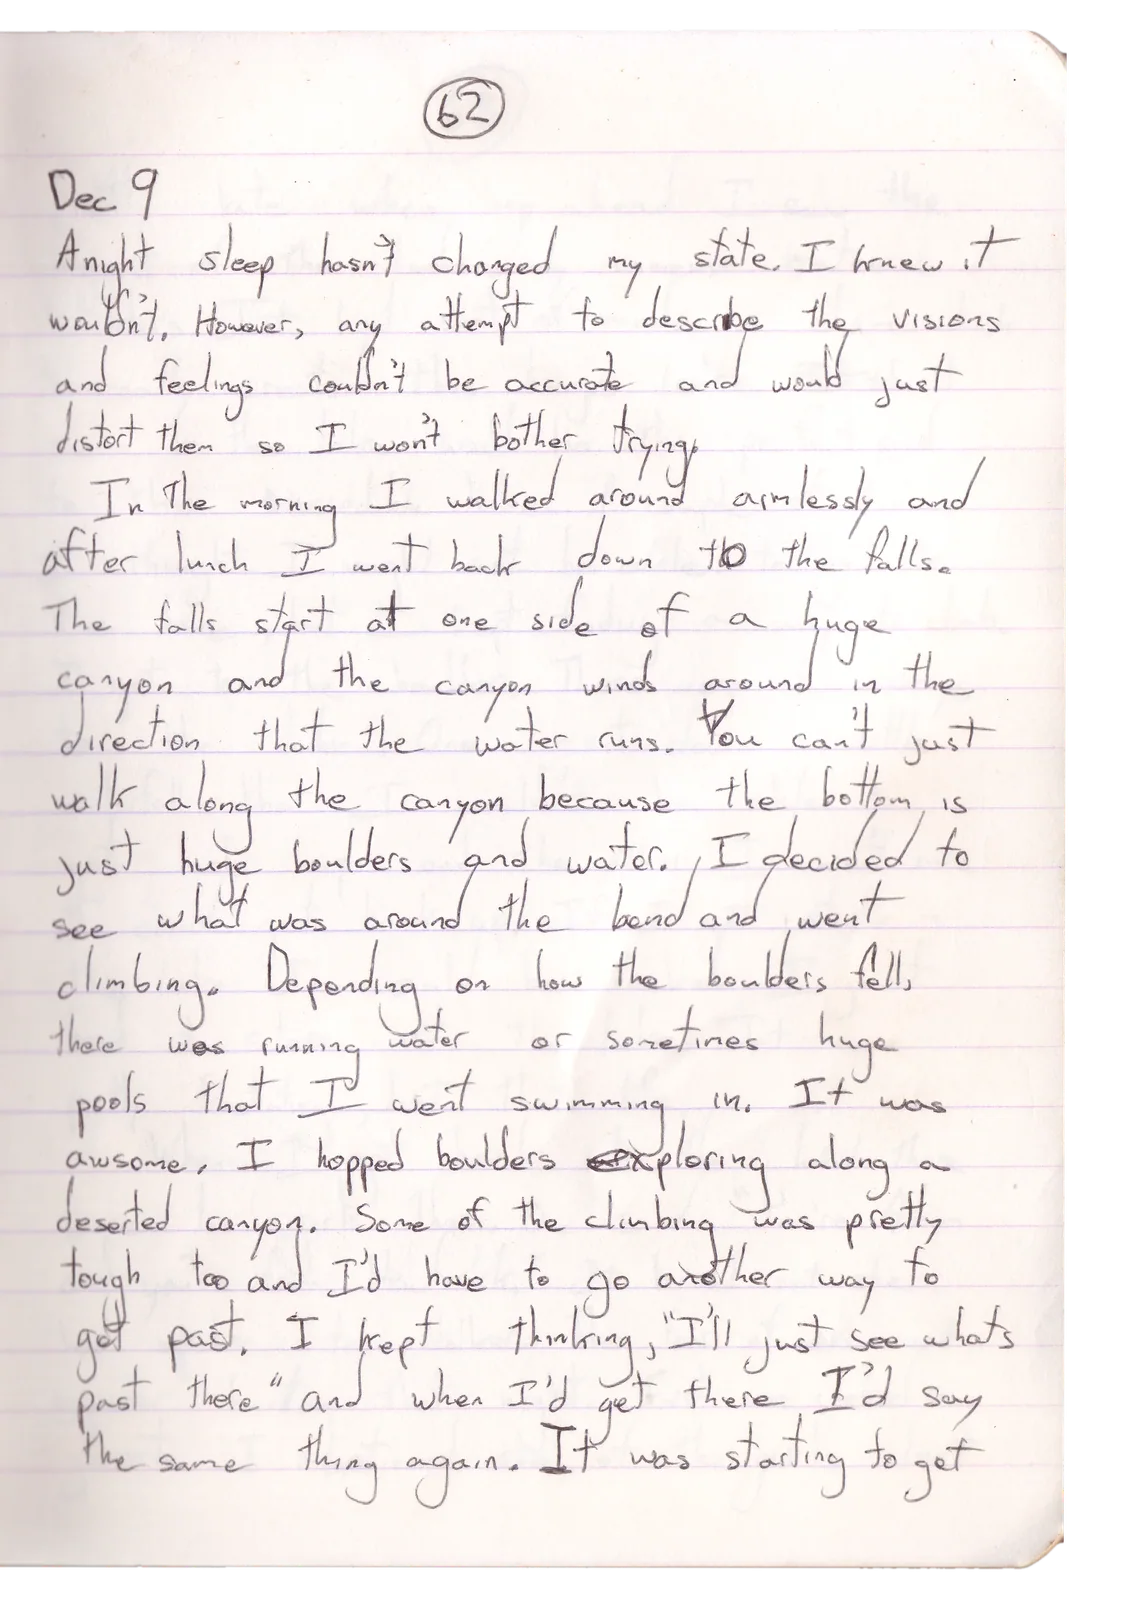 62
Dec 9
A night sleep hasn't changed my state. I knew it
wouldn't. However, any attempt to describe the visions
and feelings couldn't be accurate and would just
distort them so I won't bother trying.
In the morning I walked around aimlessly and
after lunch I went back down to the falls.
The falls start at one side of a huge
canyon and the canyon winds around in the
direction that the water runs. You can't just
walk along the canyon because the bottom is
just huge boulders and water. I decided to
see what was around the bend and went
climbing. Depending on how the boulders fell,
there was running water or sometimes huge
pools that I went swimming in. It was
awsome. I hopped boulders exploring along a
deserted canyon. Some of the climbing was pretty
tough too and I'd have to go another way to
get past. I kept thinking, "I'll just see whats
past there" and when I'd get there I'd say
the same thing again. It was starting to get